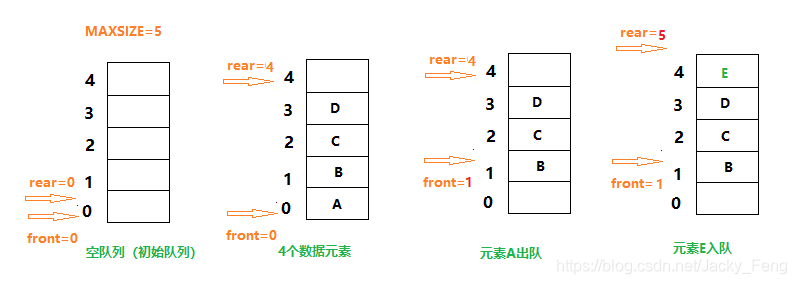 MAXSIZE=5
4
3
2
1
0
rear=0
front=0
空队列（初始队列）
rear=4
4
3
2
1
0
D
C
B
A
front=0
4个数据元素
rear=4
4
3
2
1
0
D
C
B
front=1
元素A出队
rear=5
4
3
2
1
0
E
D
C
B
front=1
元素E入队
https://blog.csdn.net/Jacky_Feng